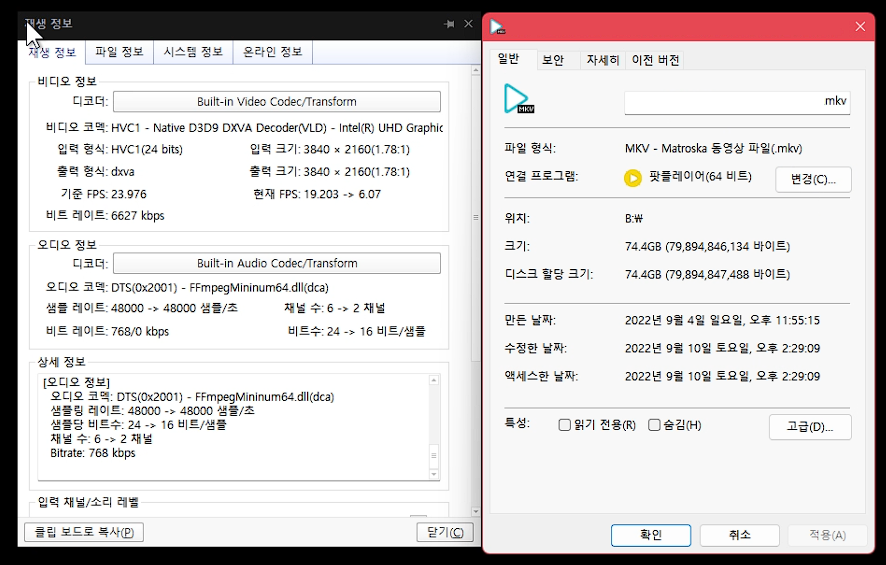 재생 정보
재생 정보 파일 정보 시스템 정보 온라인 정보
비디오 정보
디코더: Built-in Video Codec/Transform
비디오 코멕: HVC1 - Native D3D9 DXVA Decoder(VLD) - Intel(R) UHD Graphic
입력 형식: HVC1(24 bits) 입력 크기: 3840 × 2160(1.78:1)
출력 형식: dxva 출력 크기: 3840 × 2160(1.78:1)
기준 FPS: 23.976 현재 FPS: 19.203 -> 6.07
비트 레이트: 6627 kbps
오디오 정보
디코더: Built-in Audio Codec/Transform
오디오 코덱: DTS(0x2001) - FFmpegMininum64.dll(dca)
샘플 레이트: 48000 -> 48000 샘플/초 채널 수: 6 -> 2 채널
비트 레이트: 768/0 kbps 비트수: 24 -> 16 비트/샘플
상세 정보
[오디오 정보]
오디오 코덱: DTS(0x2001) - FFmpegMininum64.dll(dca)
샘플링 레이트: 48000 -> 48000 샘플/초
샘플당 비트수: 24 -> 16 비트/샘플
채널 수: 6 -> 2 채널
Bitrate: 768 kbps
입력 채널/소리 레벨
클립 보드로 복사(P) 닫기(C)
MKV
일반 보안 자세히 이전 버전
MKV
mkv
파일 형식: MKV - Matroska 동영상 파일(.mkv)
연결 프로그램: 팟플레이어(64 비트) 변경(C)...
위치: B:₩
크기: 74.4GB (79,894,846,134 바이트)
디스크 할당 크기: 74.4GB (79,894,847,488 바이트)
만든 날짜: 2022년 9월 4일 일요일, 오후 11:55:15
수정한 날짜: 2022년 9월 10일 토요일, 오후 2:29:09
액세스한 날짜: 2022년 9월 10일 토요일, 오후 2:29:09
특성: 읽기 전용(R) 숨김(H) 고급(D)...
확인 취소 적용(A)